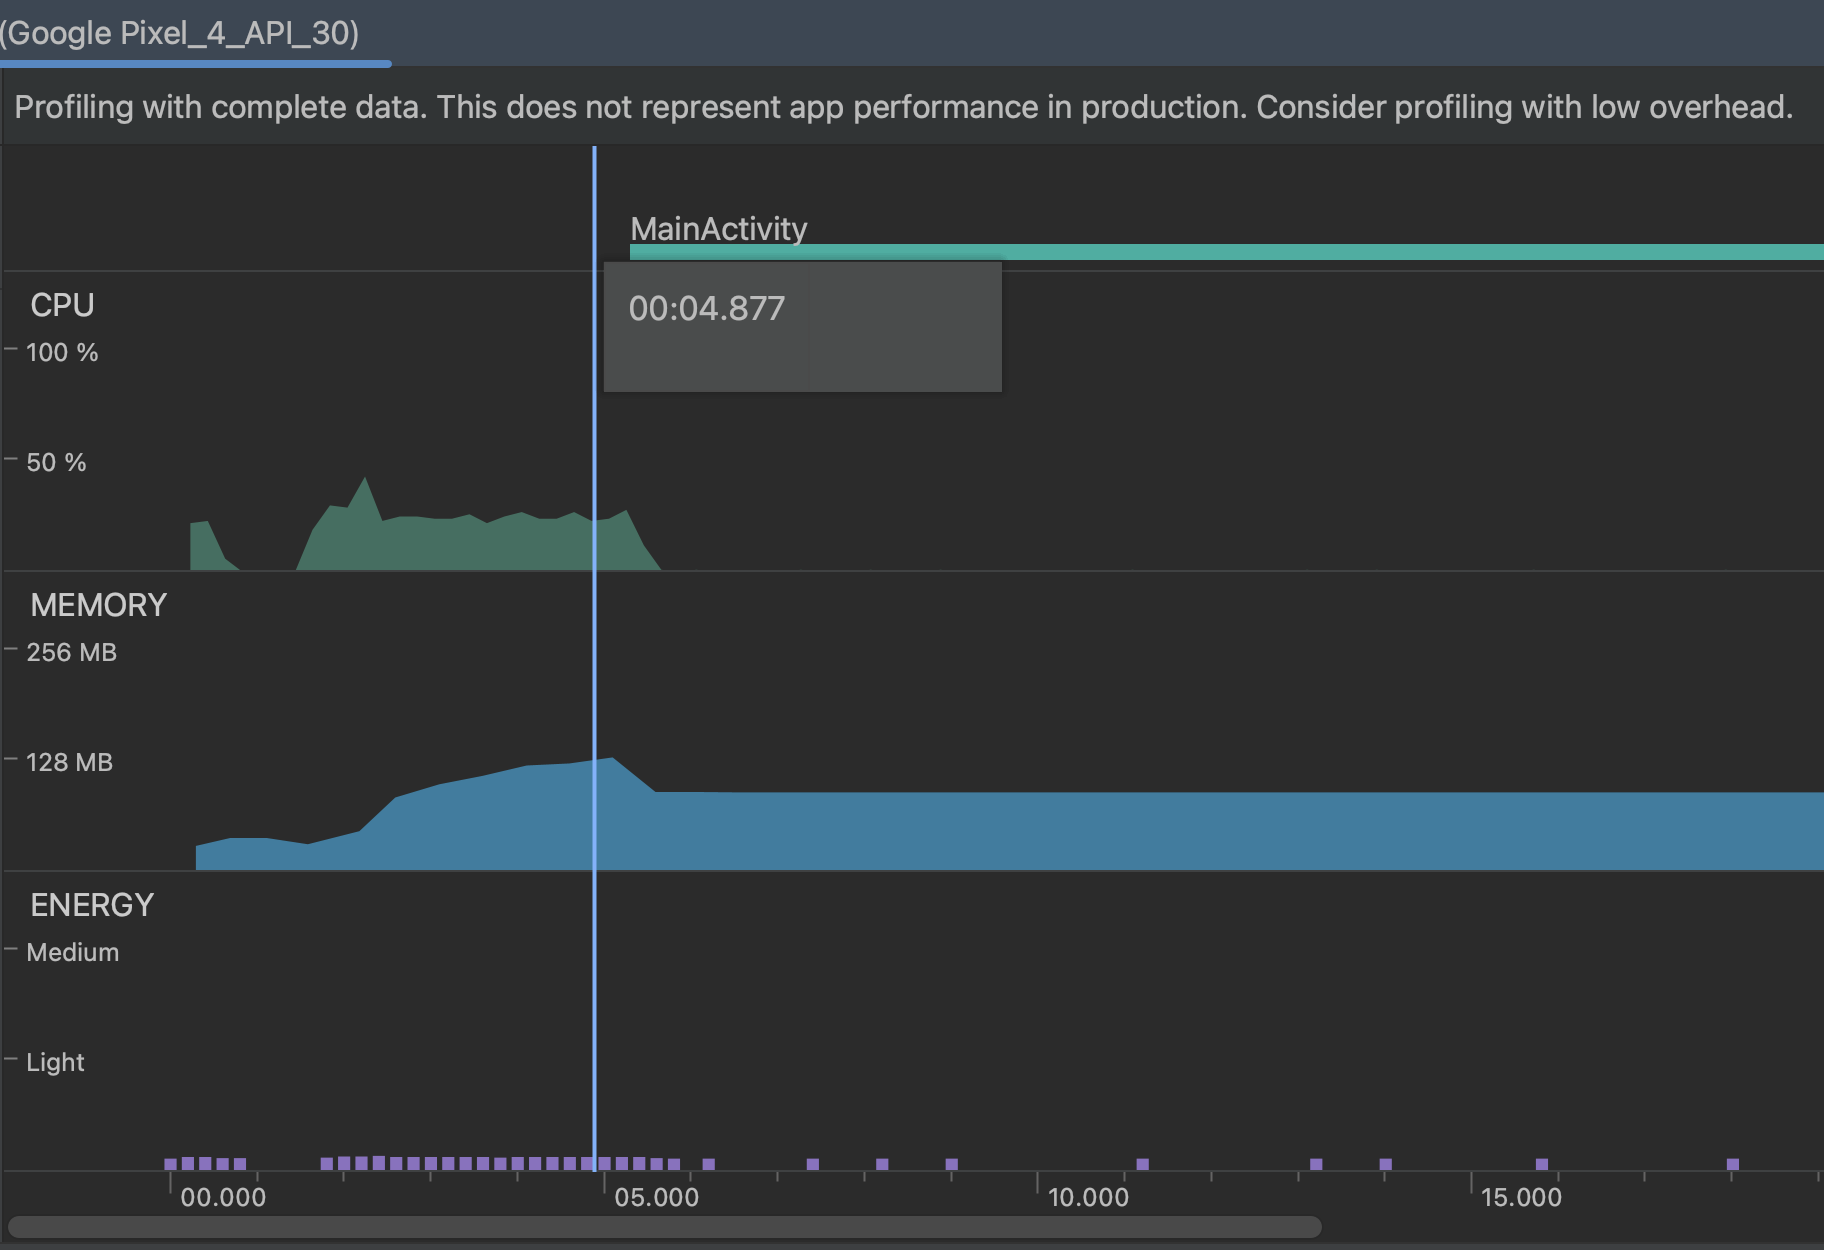 (Google Pixel_4_API_30)
Profiling with complete data. This does not represent app performance in production. Consider profiling with low overhead.
MainActivity
CPU
00:04.877
100 %
50 %
MEMORY
256 MB
128 MB
ENERGY
Medium
Light
00.000 05.000 10.000 15.000